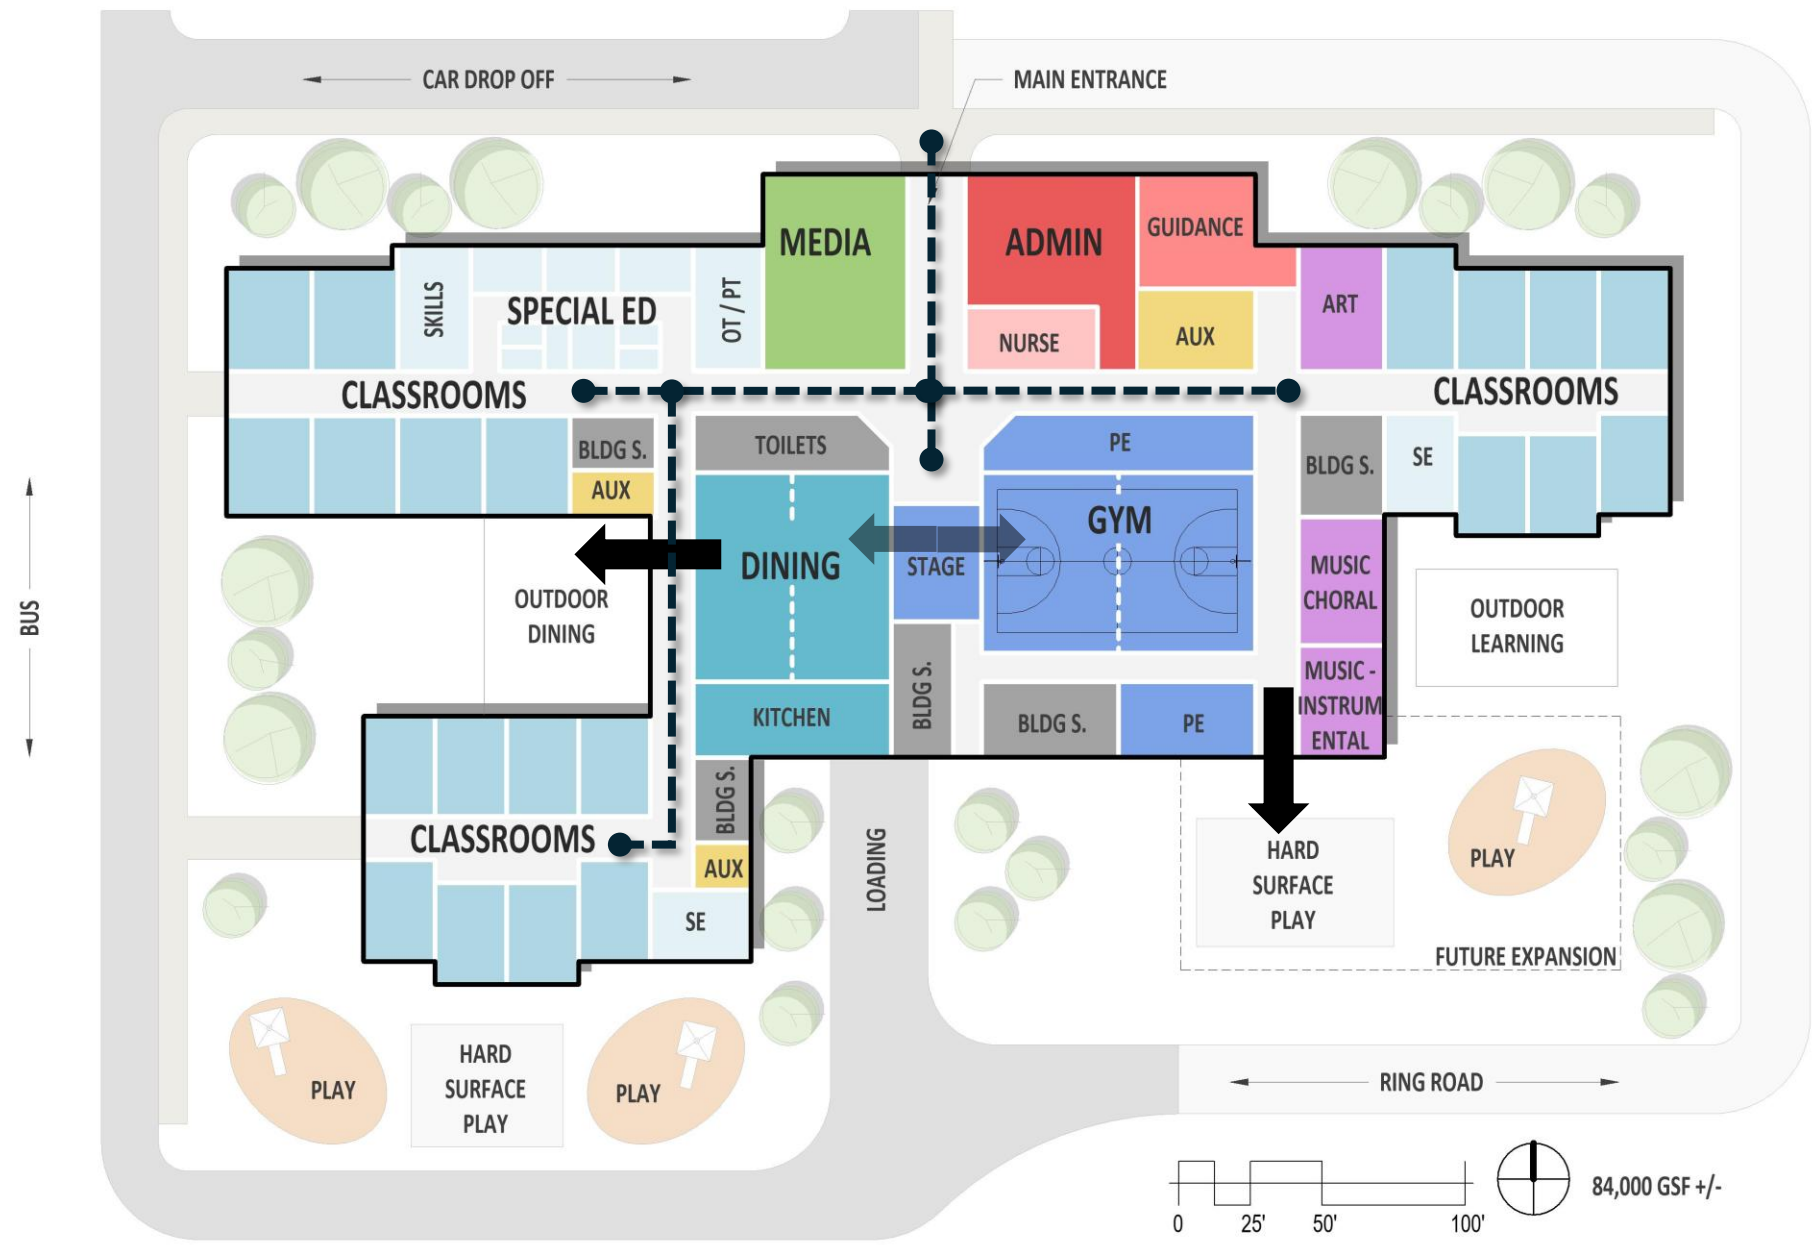 CAR DROP OFF
MAIN ENTRANCE
MEDIA
ADMIN
GUIDANCE
NURSE
AUX
ART
SKILLS
SPECIAL ED
OT / PT
CLASSROOMS
CLASSROOMS
BLDG S.
AUX
TOILETS
PE
BLDG S.
SE
BUS
DINING
STAGE
GYM
OUTDOOR
DINING
MUSIC
CHORAL
OUTDOOR
LEARNING
KITCHEN
BLDG S.
BLDG S.
PE
MUSIC -
INSTRUM
ENTAL
CLASSROOMS
BLDG S.
AUX
SE
LOADING
HARD
SURFACE
PLAY
PLAY
FUTURE EXPANSION
PLAY
HARD
SURFACE
PLAY
PLAY
RING ROAD
0 25' 50' 100'
84,000 GSF +/-